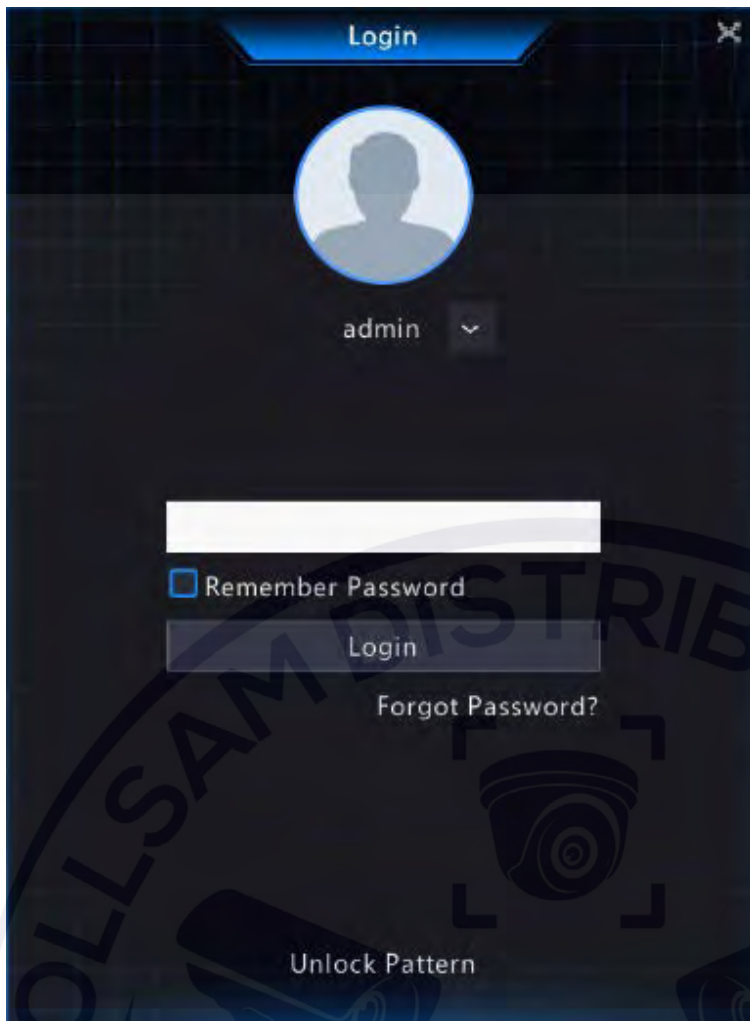 Login
admin
Remember Password
Login
Forgot Password?
Unlock Pattern